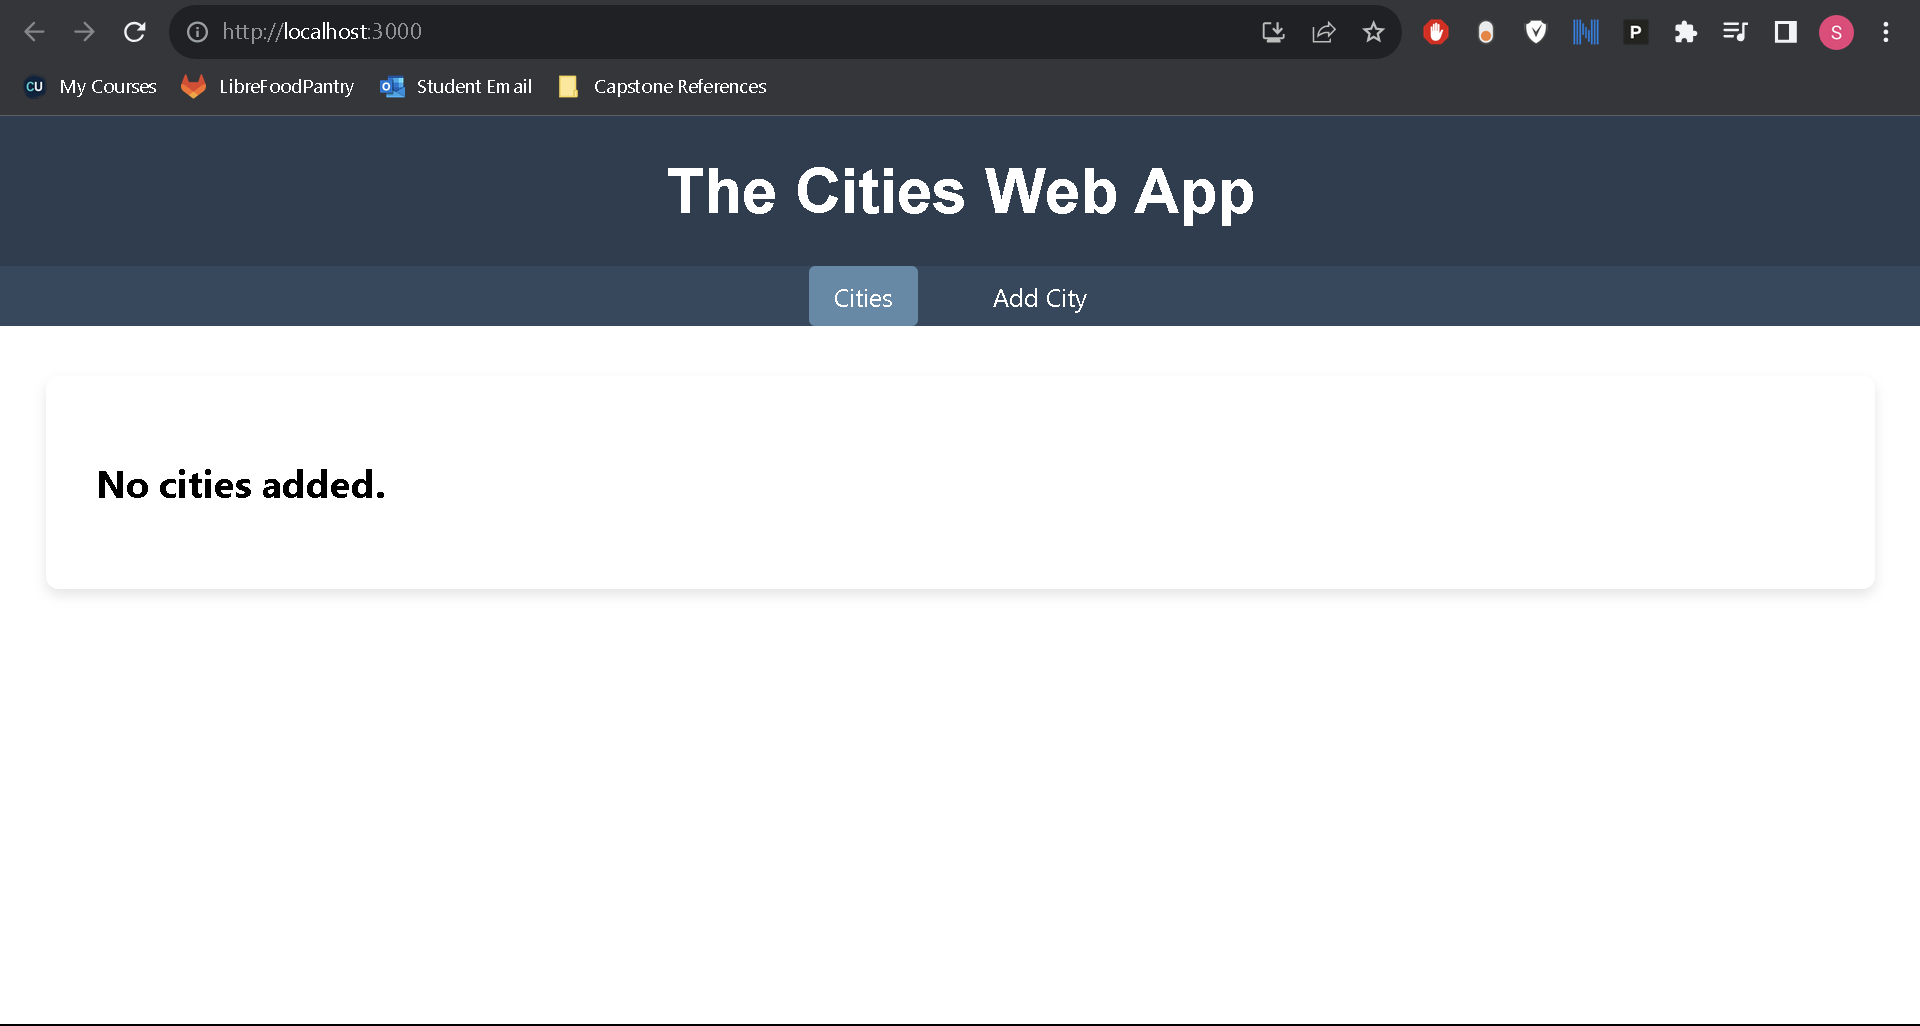 http://localhost:3000
P
S
CU My Courses LibreFoodPantry Student Email Capstone References
The Cities Web App
Cities Add City
No cities added.